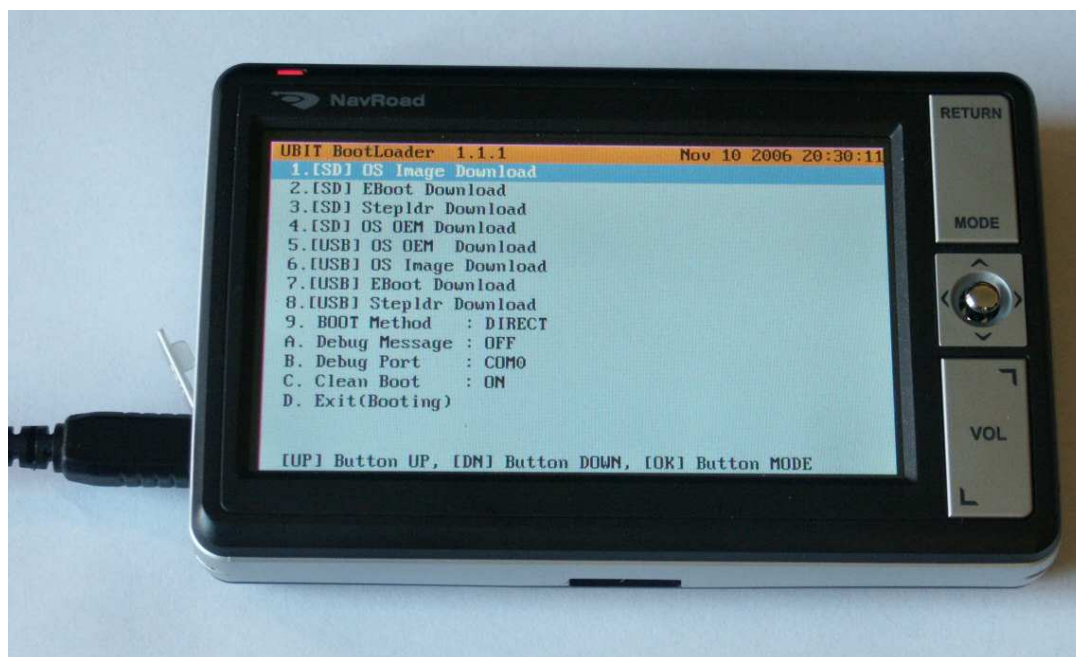 NavRoad
UBIT BootLoader 1.1.1 Nov 10 2006 20:30:11
1.[SD] OS Image Download
2.[SD] EBoot Download
3.[SD] Stepldr Download
4.[SD] OS OEM Download
5.[USB] OS OEM Download
6.[USB] OS Image Download
7.[USB] EBoot Download
8.[USB] Stepldr Download
9. BOOT Method : DIRECT
A. Debug Message : OFF
B. Debug Port : COM0
C. Clean Boot : ON
D. Exit(Booting)
[UP] Button UP, [DN] Button DOWN, [OK] Button MODE
RETURN
MODE
VOL